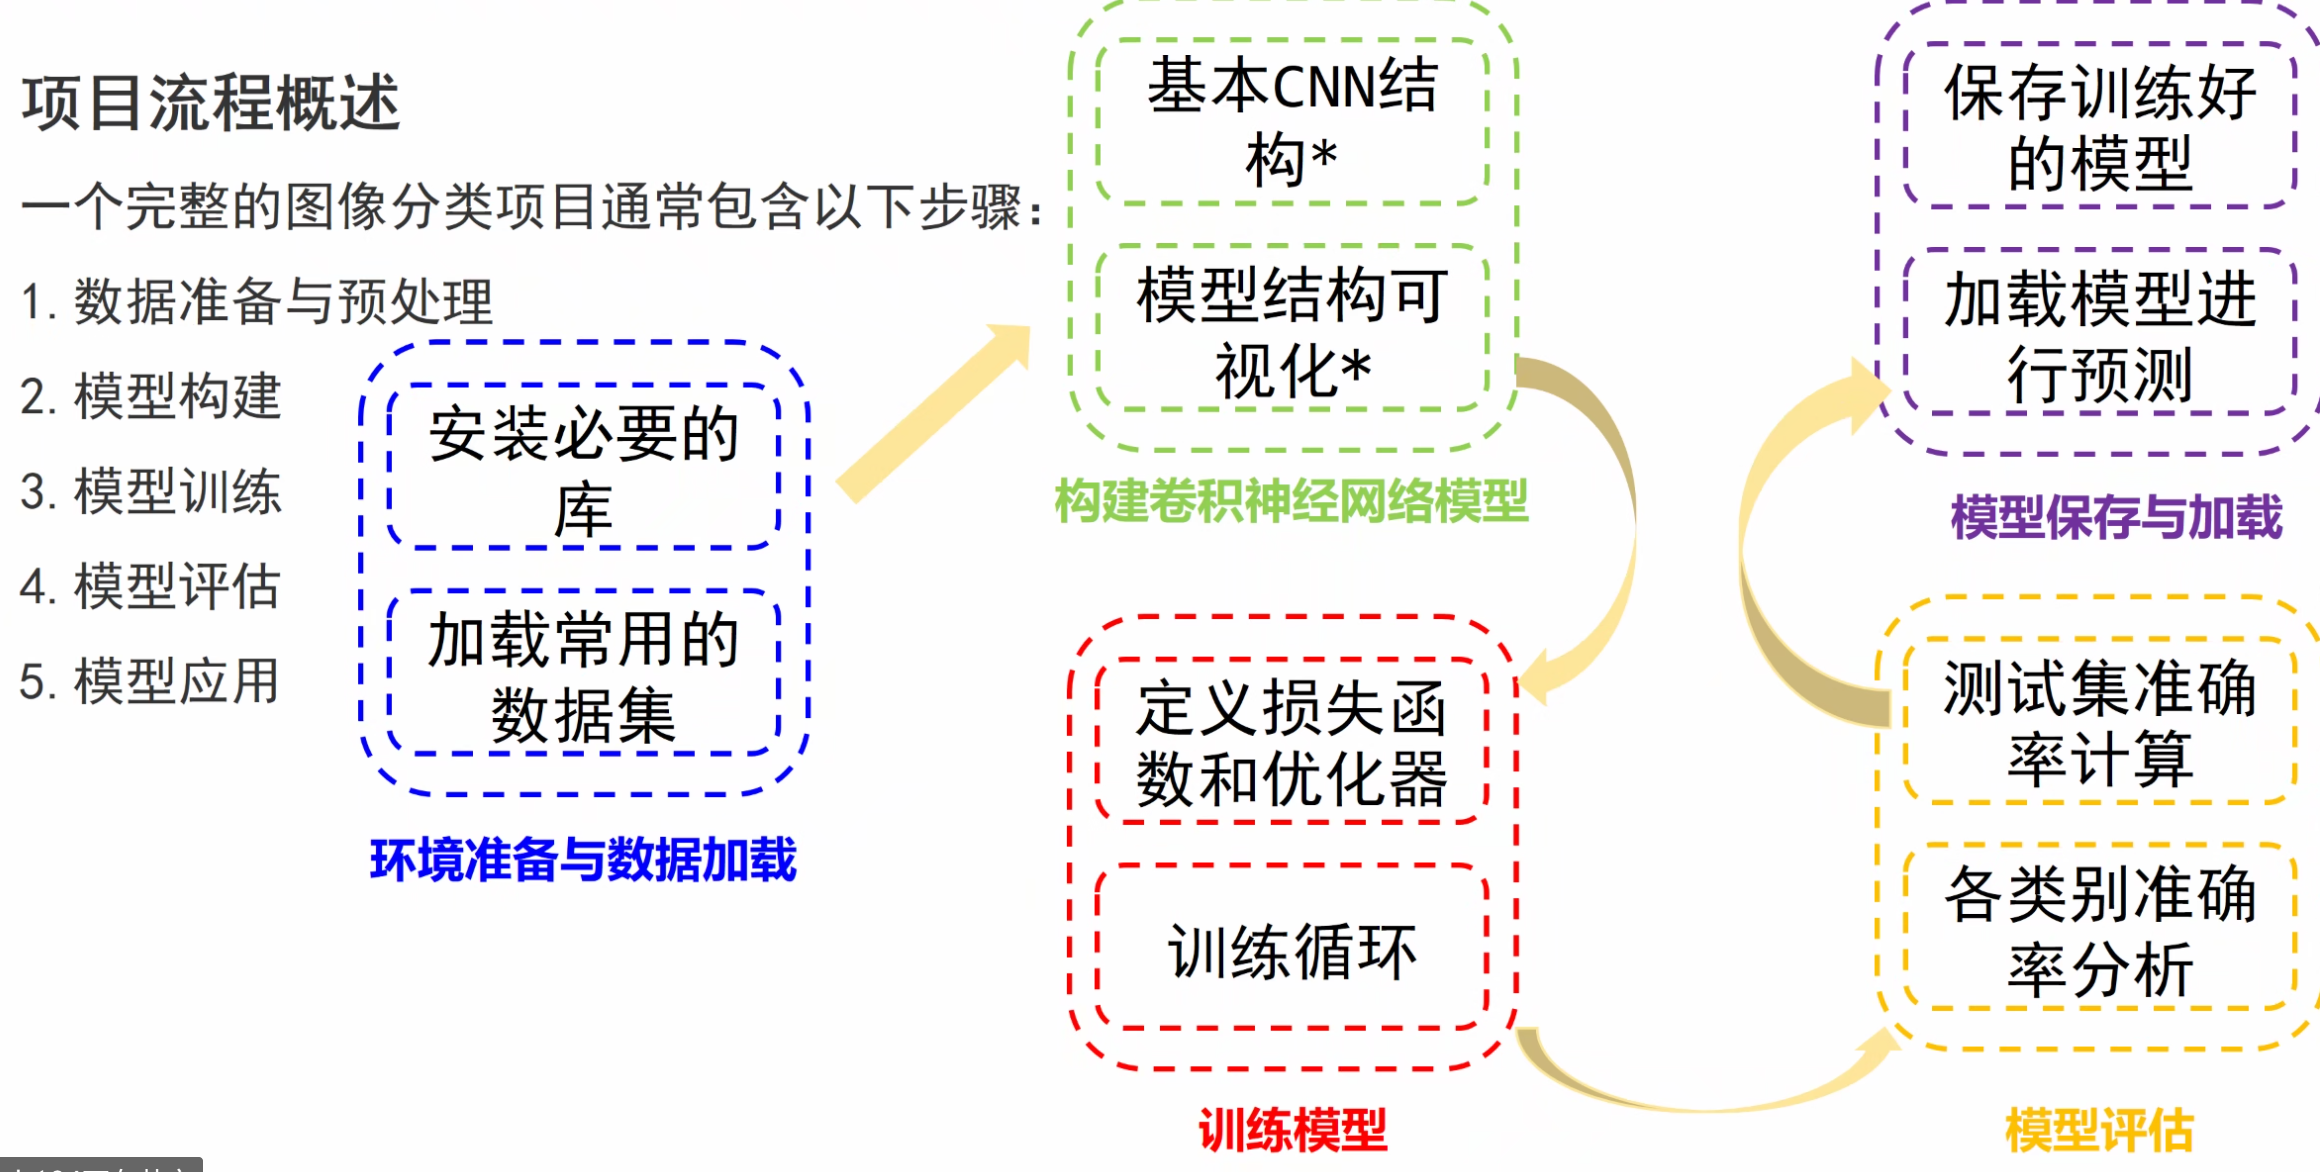 项目流程概述
一个完整的图像分类项目通常包含以下步骤：
1. 数据准备与预处理
2. 模型构建
3. 模型训练
4. 模型评估
5. 模型应用
安装必要的
库
加载常用的
数据集
环境准备与数据加载
基本CNN结
构*
模型结构可
视化*
构建卷积神经网络模型
定义损失函
数和优化器
训练循环
训练模型
测试集准确
率计算
各类别准确
率分析
模型评估
保存训练好
的模型
加载模型进
行预测
模型保存与加载